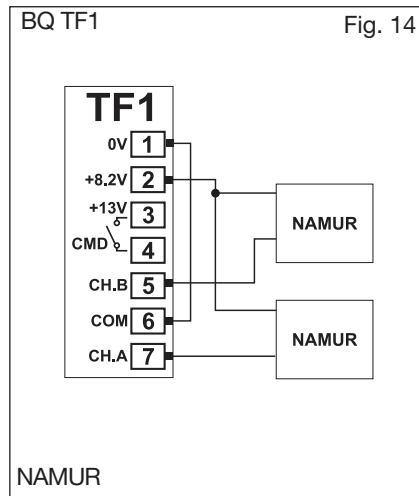 BQ TF1 Fig. 14
TF1
0V 1
+8.2V 2
+13V 3
CMD 4
CH.B 5
COM 6
CH.A 7
NAMUR
NAMUR
NAMUR